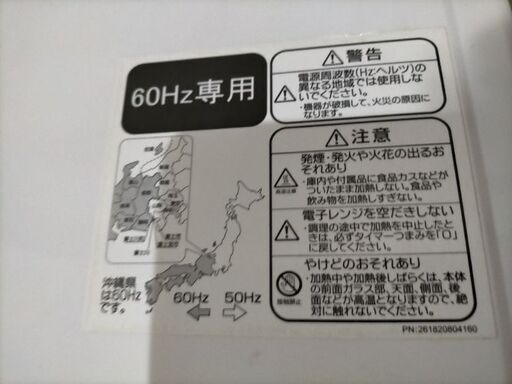 60Hz専用
警告
電源周波数(Hz:ヘルツ)の
異なる地域では使用しな
いでください。
・機器が破損して、火災の原因に
なります。
注意
発煙・発火や火花の出るお
それあり
高温注意
・庫内や付属品に食品カスなどが
ついたまま加熱しない。食品や
飲み物を加熱しすぎない。
電子レンジを空だきしない
・調理の途中で加熱を中止したと
きは、必ずタイマーつまみを「O」
に戻してください。
やけどのおそれあり
接触禁止
・加熱中や加熱後しばらくは、本体
の前面ガラス部、天面、側面、後
面などが高温となりますので、絶
対に触れないでください。
沖縄県
は60Hz
です。
60Hz
50Hz
PN:261820804160